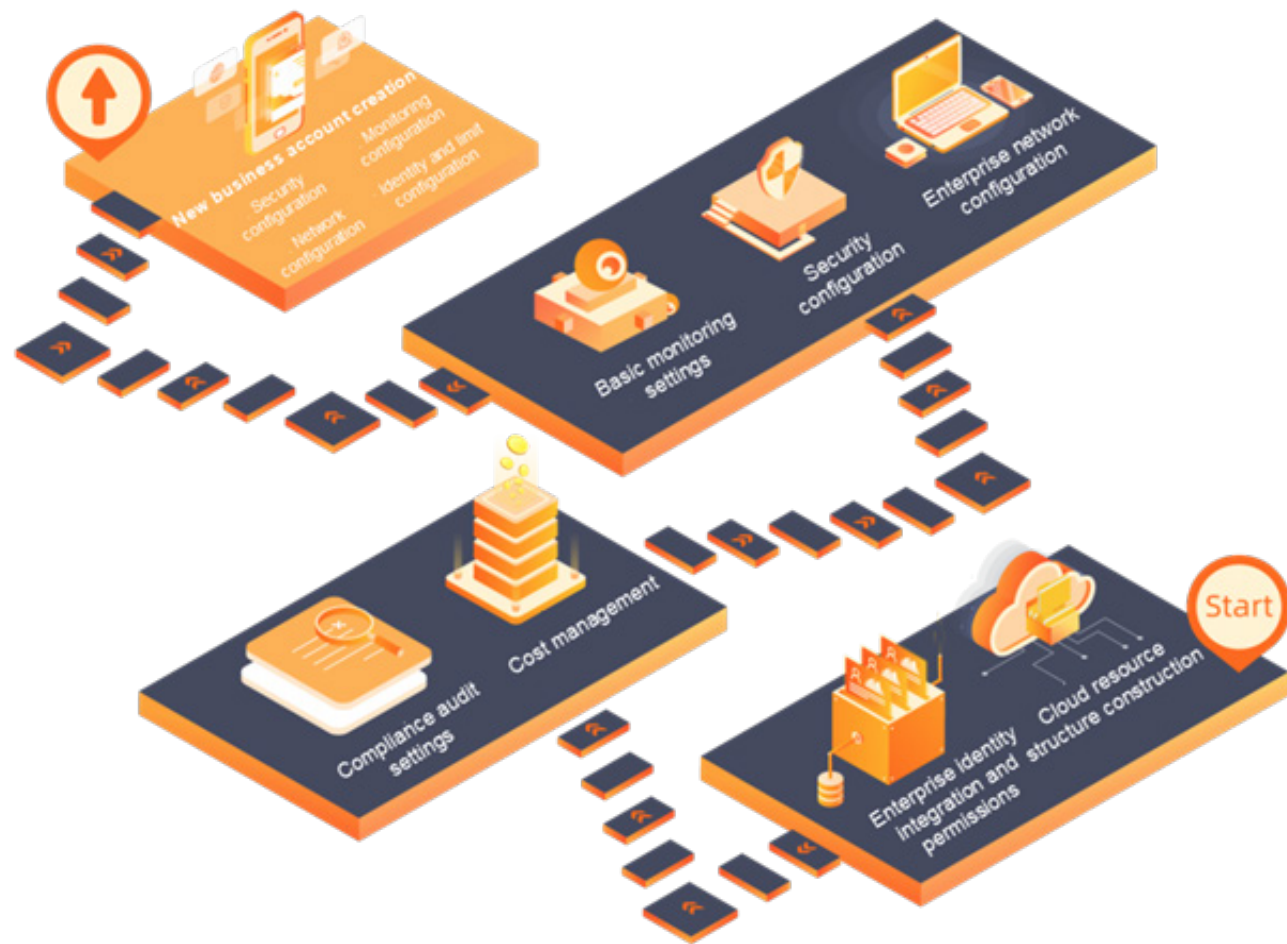 New business account creation
· Security
configuration
· Network
configuration
· Monitoring
configuration
· Identity and limit
configuration
Basic monitoring
settings
Security
configuration
Enterprise network
configuration
Compliance audit
settings
Cost management
Enterprise identity
integration and
permissions
Cloud resource
structure construction
Start